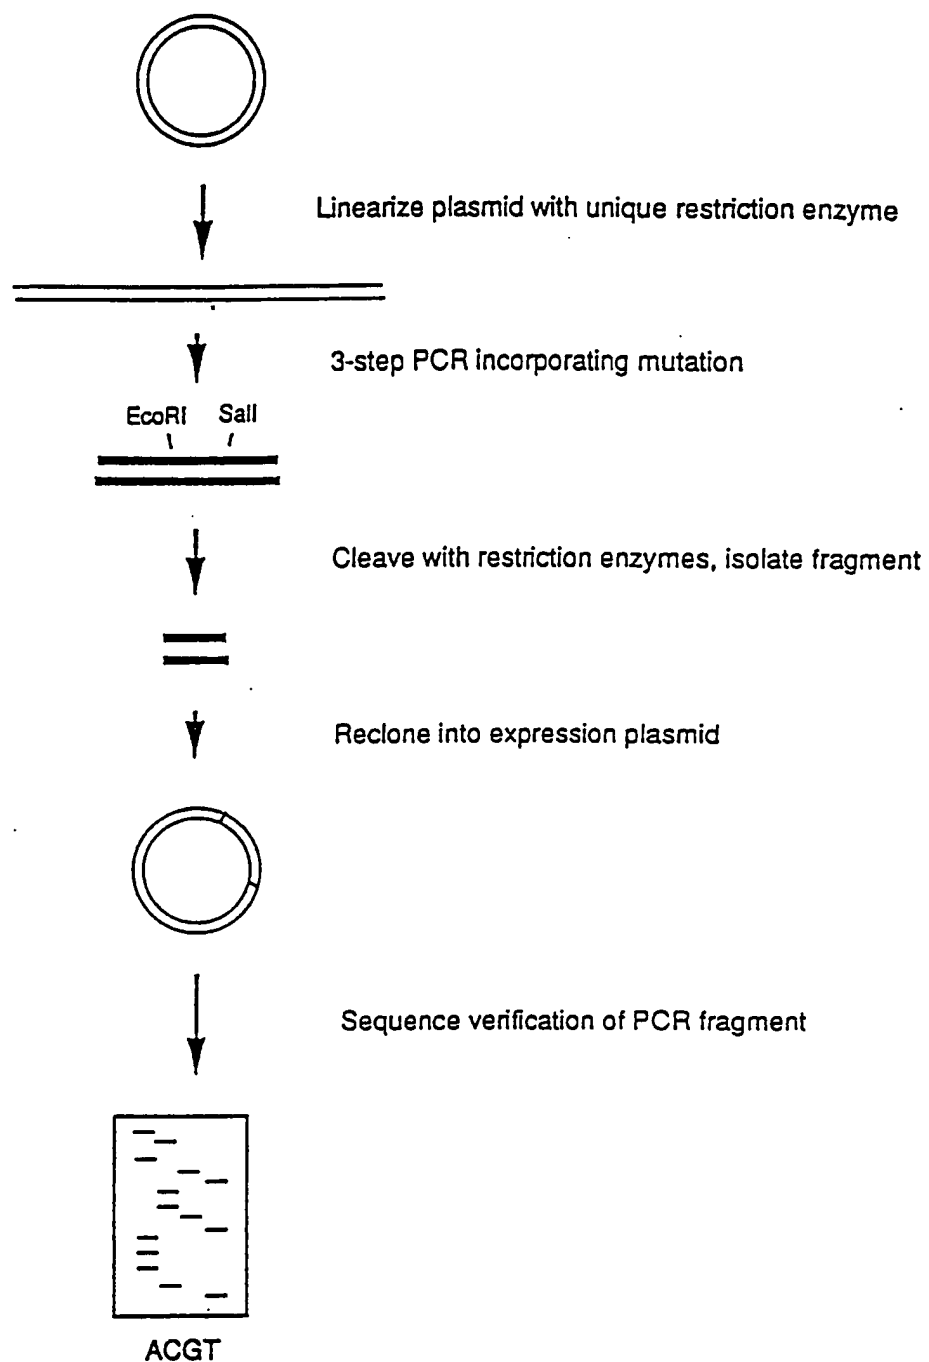 Linearize plasmid with unique restriction enzyme
3-step PCR incorporating mutation
EcoRI SalI
Cleave with restriction enzymes, isolate fragment
Reclone into expression plasmid
Sequence verification of PCR fragment
ACGT